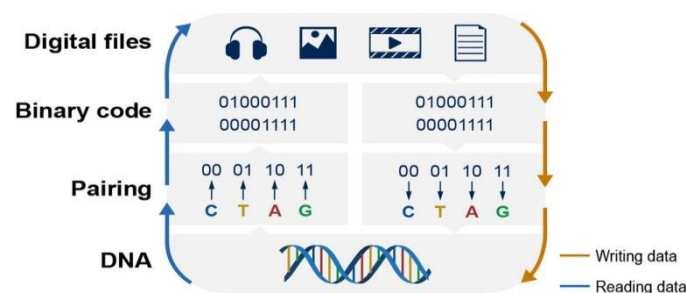 Digital files
Binary code
01000111
00001111
01000111
00001111
Pairing
00 01 10 11
C T A G
00 01 10 11
C T A G
DNA
Writing data
Reading data